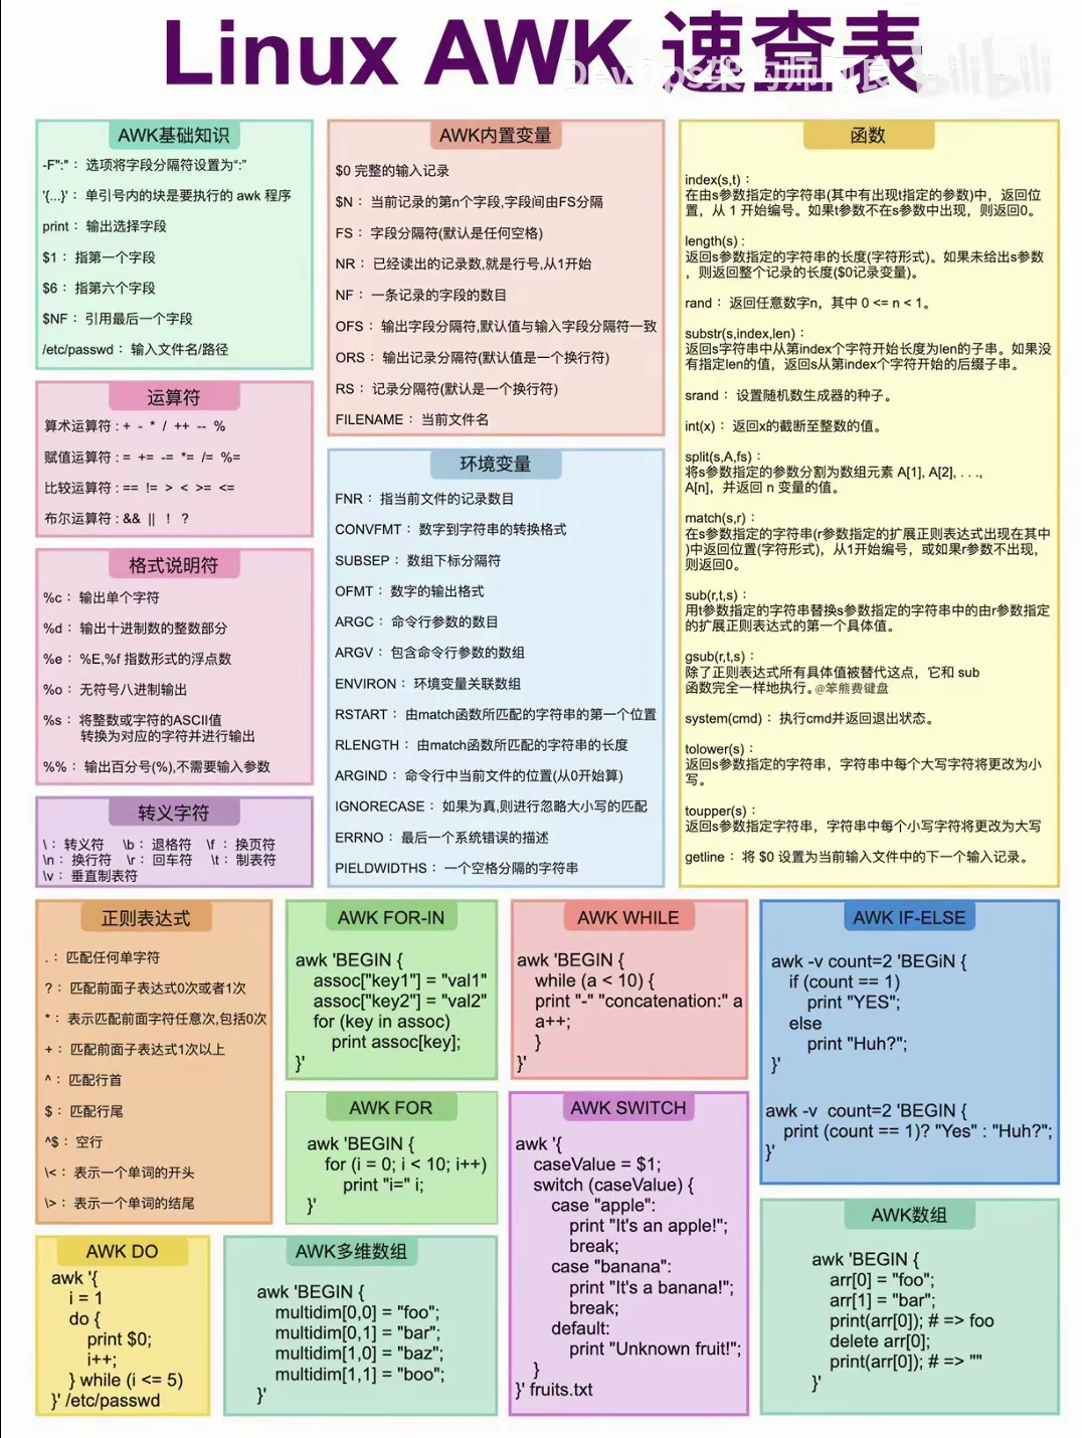 Linux AWK 速查表
DevOps架构师
bilibili
AWK基础知识
-F":"： 选项将字段分隔符设置为“:”
'{...}'： 单引号内的块是要执行的 awk 程序
print： 输出选择字段
$1： 指第一个字段
$6： 指第六个字段
$NF： 引用最后一个字段
/etc/passwd： 输入文件名/路径
运算符
算术运算符 : + - * / ++ -- %
赋值运算符 : = += -= *= /= %=
比较运算符 : == != > < >= <=
布尔运算符 : && || ! ?
格式说明符
%c： 输出单个字符
%d： 输出十进制数的整数部分
%e： %E,%f 指数形式的浮点数
%o： 无符号八进制输出
%s： 将整数或字符的ASCII值
转换为对应的字符并进行输出
%%： 输出百分号(%),不需要输入参数
转义字符
\： 转义符 \b： 退格符 \f： 换页符
\n： 换行符 \r： 回车符 \t： 制表符
\v： 垂直制表符
AWK内置变量
$0 完整的输入记录
$N： 当前记录的第n个字段,字段间由FS分隔
FS： 字段分隔符(默认是任何空格)
NR： 已经读出的记录数,就是行号,从1开始
NF： 一条记录的字段的数目
OFS： 输出字段分隔符,默认值与输入字段分隔符一致
ORS： 输出记录分隔符(默认值是一个换行符)
RS： 记录分隔符(默认是一个换行符)
FILENAME： 当前文件名
环境变量
FNR： 指当前文件的记录数目
CONVFMT： 数字到字符串的转换格式
SUBSEP： 数组下标分隔符
OFMT： 数字的输出格式
ARGC： 命令行参数的数目
ARGV： 包含命令行参数的数组
ENVIRON： 环境变量关联数组
RSTART： 由match函数所匹配的字符串的第一个位置
RLENGTH： 由match函数所匹配的字符串的长度
ARGIND： 命令行中当前文件的位置(从0开始算)
IGNORECASE： 如果为真,则进行忽略大小写的匹配
ERRNO： 最后一个系统错误的描述
PIELDWIDTHS： 一个空格分隔的字符串
函数
index(s,t)：
在由s参数指定的字符串(其中有出现t指定的参数)中，返回位
置，从 1 开始编号。如果t参数不在s参数中出现，则返回0。
length(s)：
返回s参数指定的字符串的长度(字符形式)。如果未给出s参数
，则返回整个记录的长度($0记录变量)。
rand： 返回任意数字n，其中 0 <= n < 1。
substr(s,index,len)：
返回s字符串中从第index个字符开始长度为len的子串。如果没
有指定len的值，返回s从第index个字符开始的后缀子串。
srand： 设置随机数生成器的种子。
int(x)： 返回x的截断至整数的值。
split(s,A,fs)：
将s参数指定的参数分割为数组元素 A[1], A[2], . . .,
A[n]，并返回 n 变量的值。
match(s,r)：
在s参数指定的字符串(r参数指定的扩展正则表达式出现在其中
)中返回位置(字符形式)，从1开始编号，或如果r参数不出现，
则返回0。
sub(r,t,s)：
用t参数指定的字符串替换s参数指定的字符串中的由r参数指定
的扩展正则表达式的第一个具体值。
gsub(r,t,s)：
除了正则表达式所有具体值被替代这点，它和 sub
函数完全一样地执行。@笨熊费键盘
system(cmd)： 执行cmd并返回退出状态。
tolower(s)：
返回s参数指定的字符串，字符串中每个大写字符将更改为小
写。
toupper(s)：
返回s参数指定字符串，字符串中每个小写字符将更改为大写
getline： 将 $0 设置为当前输入文件中的下一个输入记录。
正则表达式
.： 匹配任何单字符
?： 匹配前面子表达式0次或者1次
*： 表示匹配前面字符任意次,包括0次
+： 匹配前面子表达式1次以上
^： 匹配行首
$： 匹配行尾
^$： 空行
\<： 表示一个单词的开头
\>： 表示一个单词的结尾
AWK FOR-IN
awk 'BEGIN {
assoc["key1"] = "val1"
assoc["key2"] = "val2"
for (key in assoc)
print assoc[key];
}'
AWK WHILE
awk 'BEGIN {
while (a < 10) {
print "-" "concatenation:" a
a++;
}
}'
AWK IF-ELSE
awk -v count=2 'BEGiN {
if (count == 1)
print "YES";
else
print "Huh?";
}'
awk -v count=2 'BEGIN {
print (count == 1)? "Yes" : "Huh?";
}'
AWK FOR
awk 'BEGIN {
for (i = 0; i < 10; i++)
print "i=" i;
}'
AWK SWITCH
awk '{
caseValue = $1;
switch (caseValue) {
case "apple":
print "It's an apple!";
break;
case "banana":
print "It's a banana!";
break;
default:
print "Unknown fruit!";
}
}' fruits.txt
AWK DO
awk '{
i = 1
do {
print $0;
i++;
} while (i <= 5)
}' /etc/passwd
AWK多维数组
awk 'BEGIN {
multidim[0,0] = "foo";
multidim[0,1] = "bar";
multidim[1,0] = "baz";
multidim[1,1] = "boo";
}'
AWK数组
awk 'BEGIN {
arr[0] = "foo";
arr[1] = "bar";
print(arr[0]); # => foo
delete arr[0];
print(arr[0]); # => ""
}'